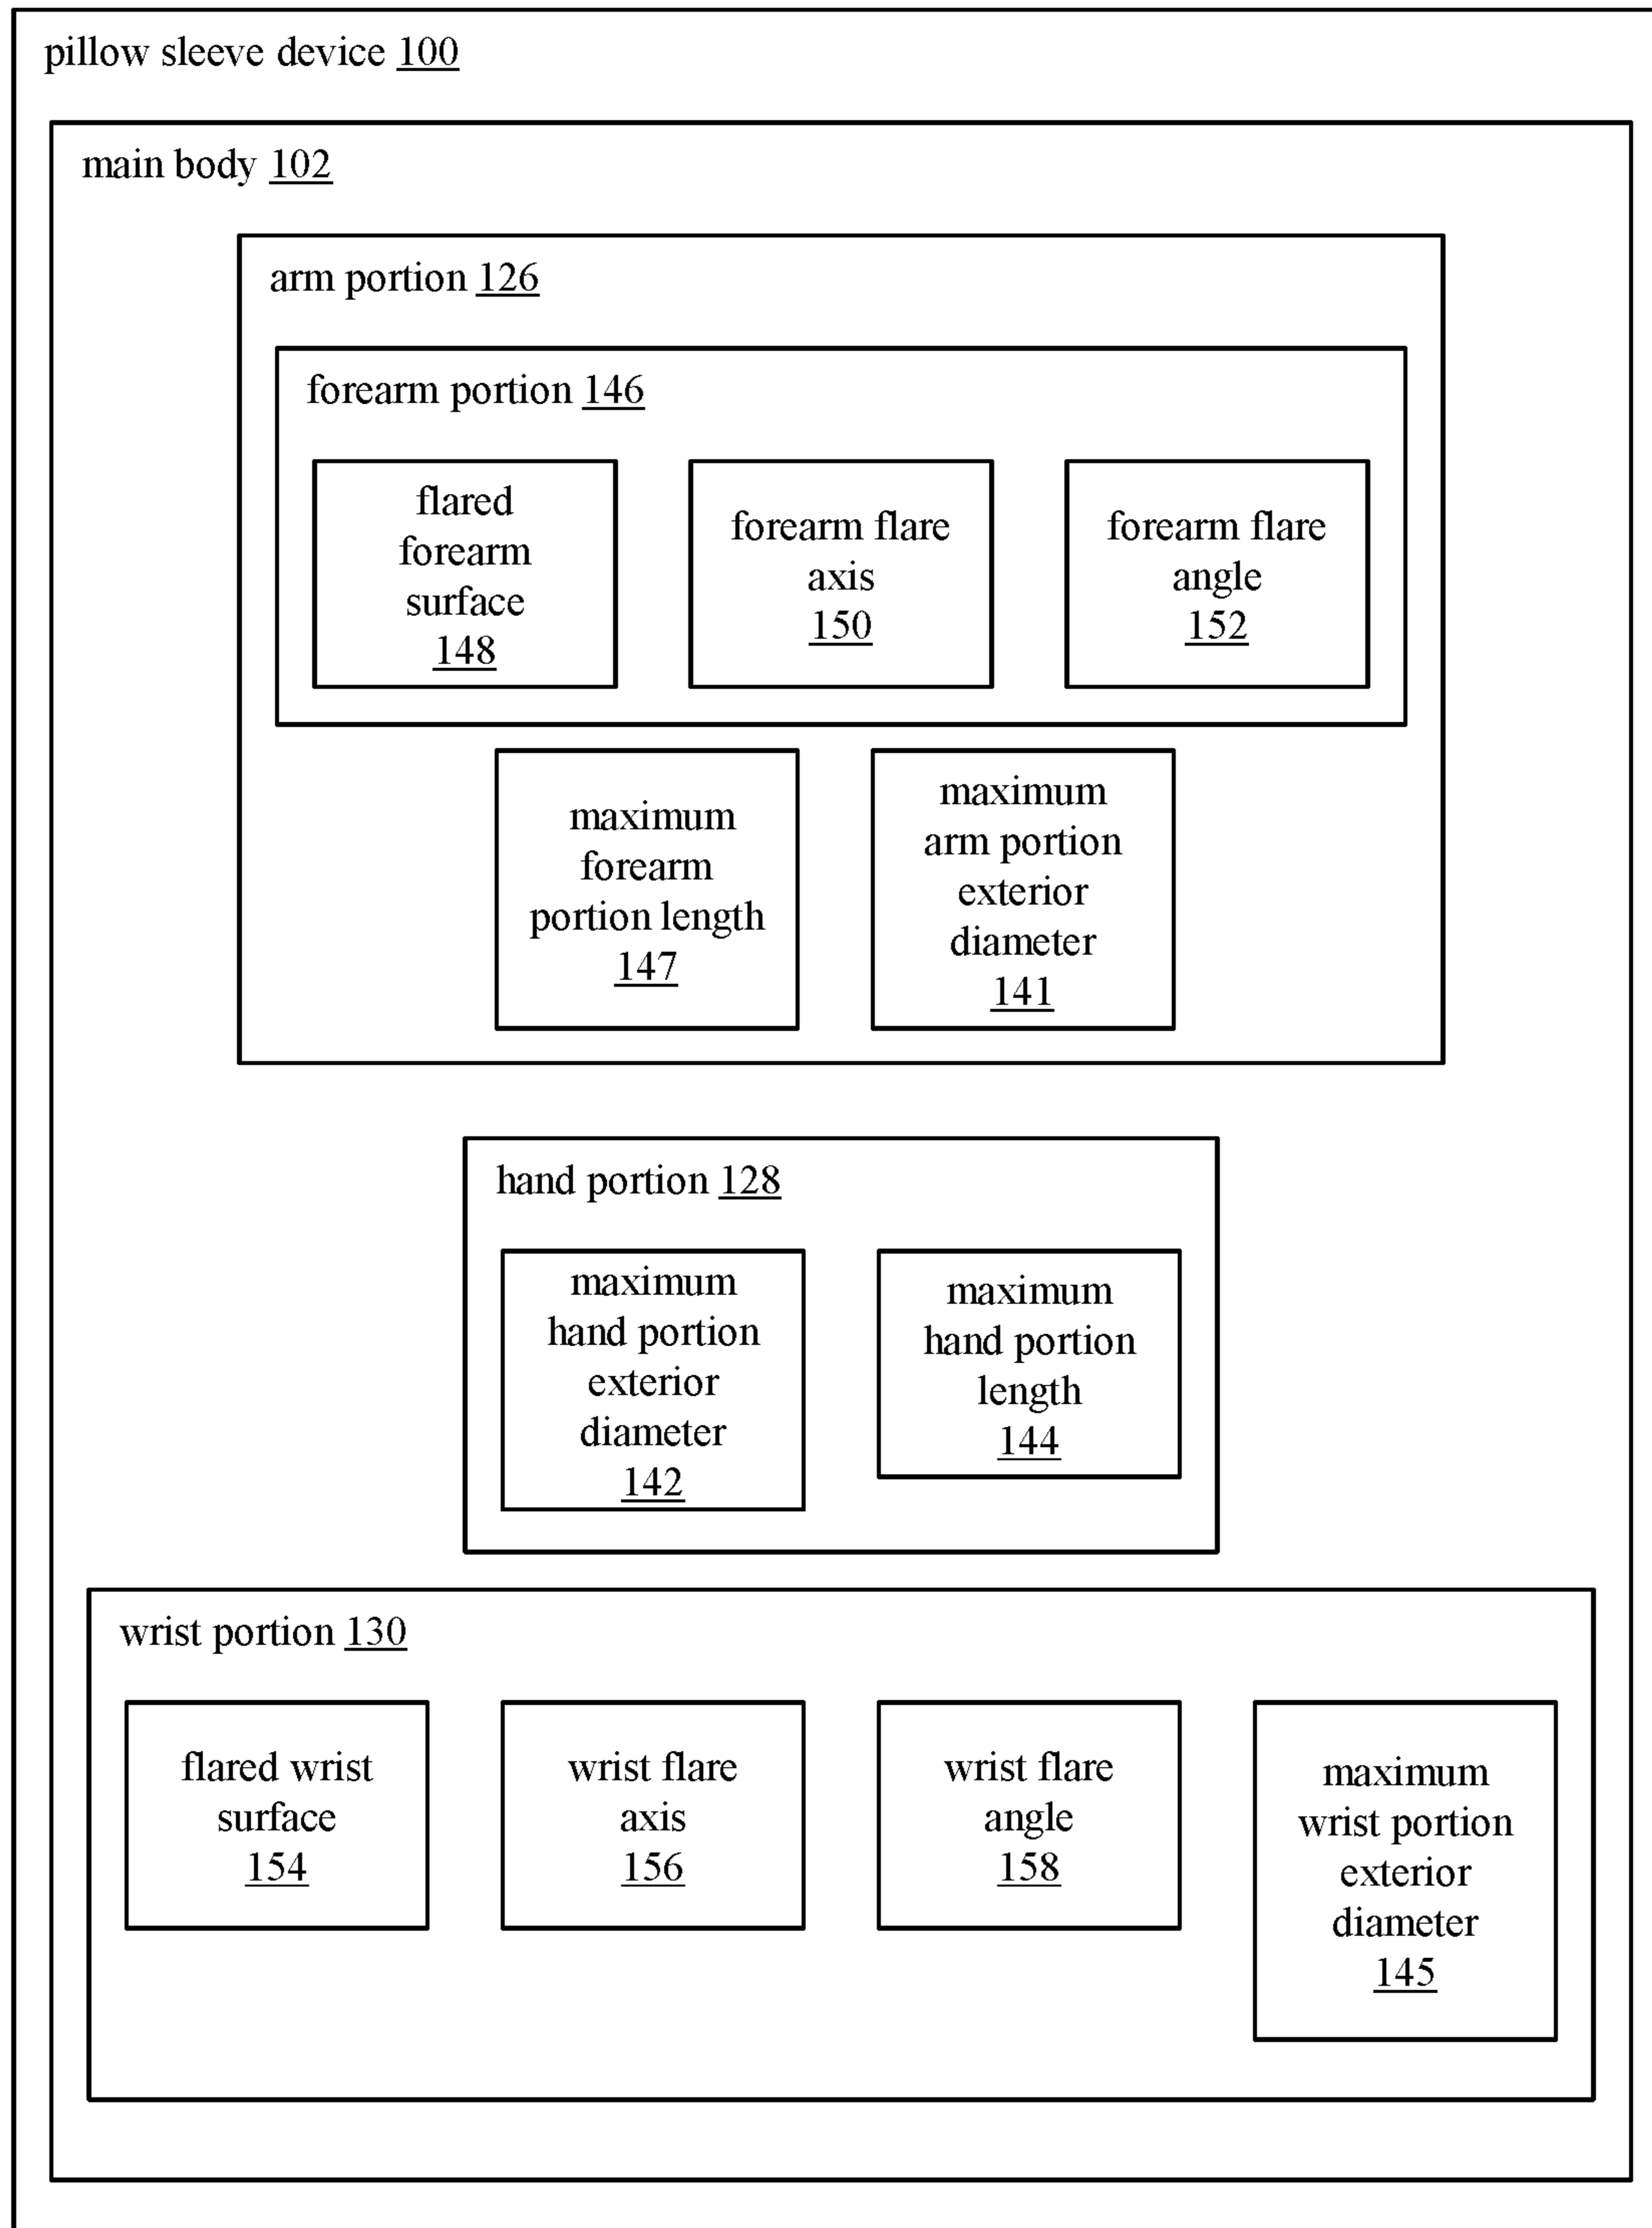 pillow sleeve device 100
main body 102
arm portion 126
forearm portion 146
flared
forearm
surface
148
forearm flare
axis
150
forearm flare
angle
152
maximum
forearm
portion length
147
maximum
arm portion
exterior
diameter
141
hand portion 128
maximum
hand portion
exterior
diameter
142
maximum
hand portion
length
144
wrist portion 130
flared wrist
surface
154
wrist flare
axis
156
wrist flare
angle
158
maximum
wrist portion
exterior
diameter
145